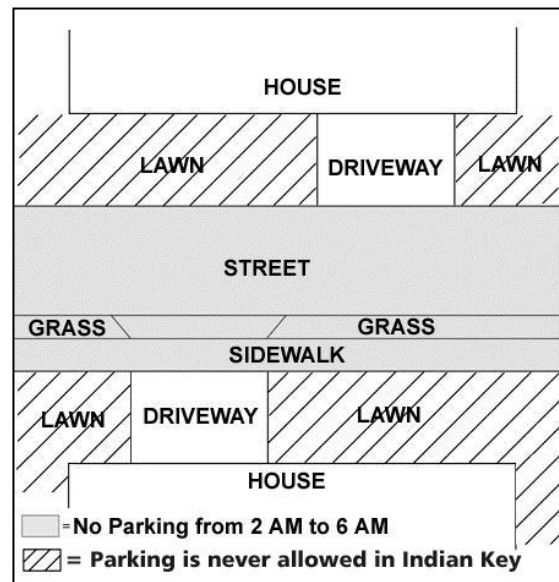 HOUSE
LAWN DRIVEWAY LAWN
STREET
GRASS GRASS
SIDEWALK
LAWN DRIVEWAY LAWN
HOUSE
= No Parking from 2 AM to 6 AM
= Parking is never allowed in Indian Key